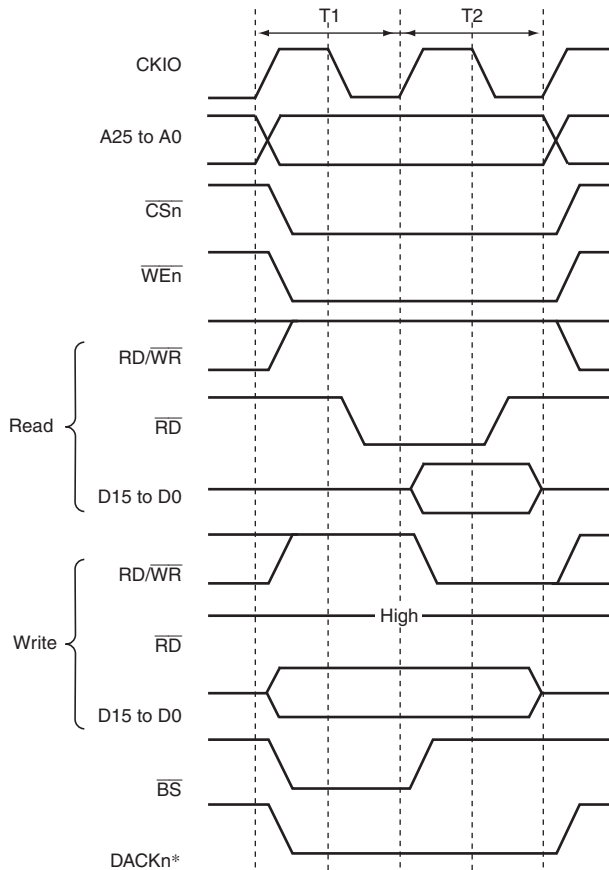 T1 T2
CKIO
A25 to A0
CSn
WEn
RD/WR
Read
RD
D15 to D0
RD/WR
High
Write
RD
D15 to D0
BS
DACKn*